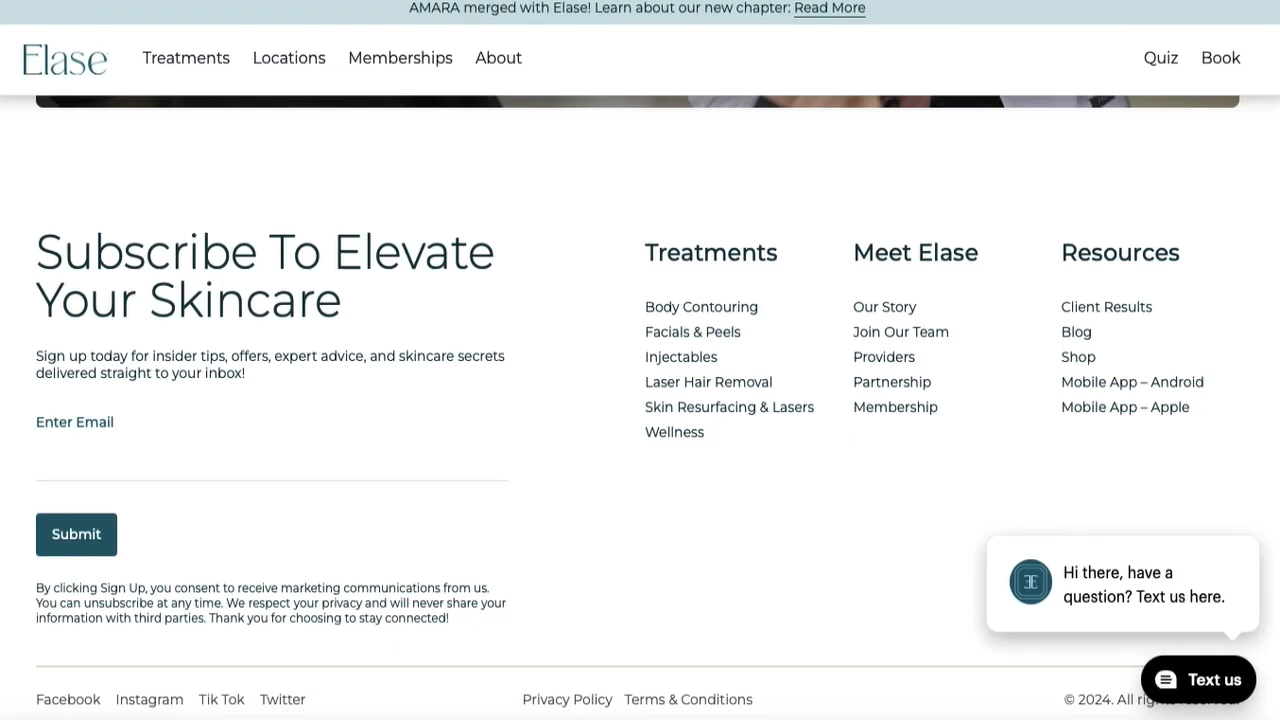 AMARA merged with Elase! Learn about our new chapter: Read More
Elase
Treatments
Locations
Memberships
About
Quiz
Book
Subscribe To Elevate
Your Skincare
Sign up today for insider tips, offers, expert advice, and skincare secrets
delivered straight to your inbox!
Enter Email
Submit
By clicking Sign Up, you consent to receive marketing communications from us.
You can unsubscribe at any time. We respect your privacy and will never share your
information with third parties. Thank you for choosing to stay connected!
Treatments
Body Contouring
Facials & Peels
Injectables
Laser Hair Removal
Skin Resurfacing & Lasers
Wellness
Meet Elase
Our Story
Join Our Team
Providers
Partnership
Membership
Resources
Client Results
Blog
Shop
Mobile App – Android
Mobile App – Apple
Hi there, have a
question? Text us here.
Text us
Facebook
Instagram
Tik Tok
Twitter
Privacy Policy
Terms & Conditions
© 2024. All